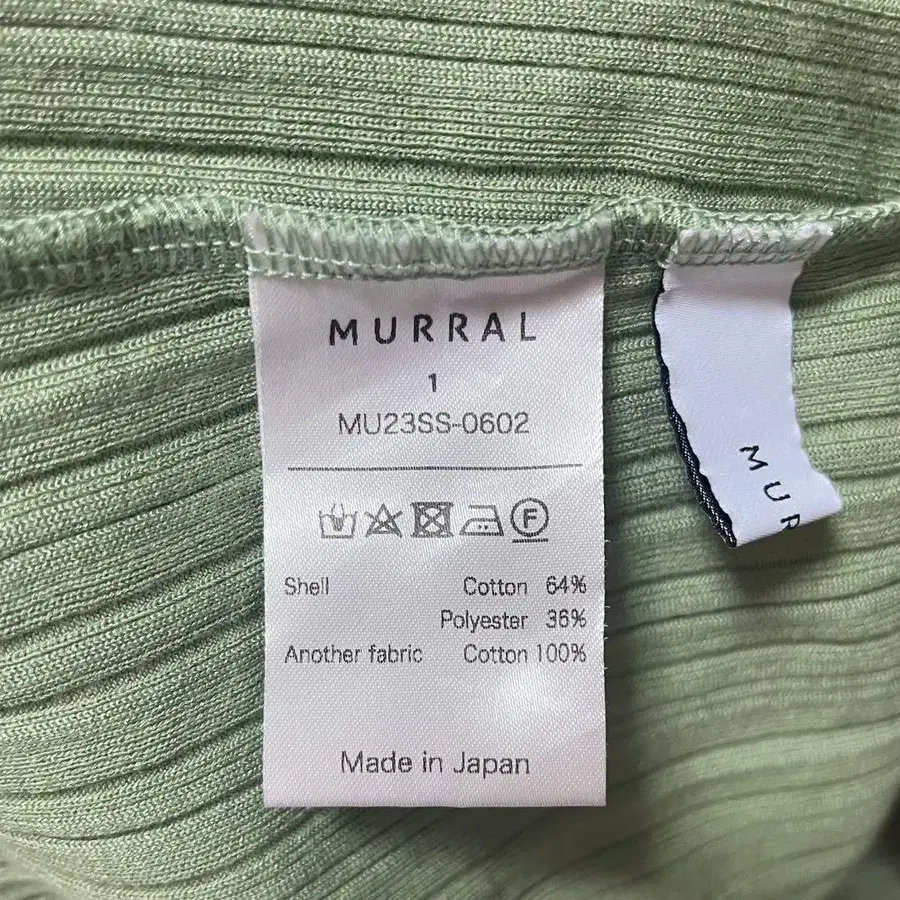 MURRAL
1
MU23SS-0602
F
Shell Cotton 64%
Polyester 36%
Another fabric Cotton 100%
Made in Japan
MUR